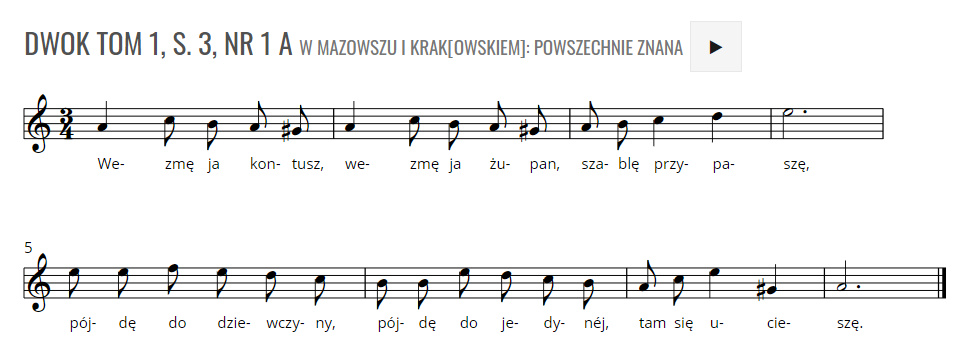 DWOK TOM 1, S. 3, NR 1 A W MAZOWSZU I KRAK[OWSKIEM]: POWSZECHNIE ZNANA
3
4
We- zmę ja kon- tusz, we- zmę ja żu- pan, sza- blę przy- pa- szę,
5
pój- dę do dzie- wczy- ny, pój- dę do je- dy- néj, tam się u- cie- szę.